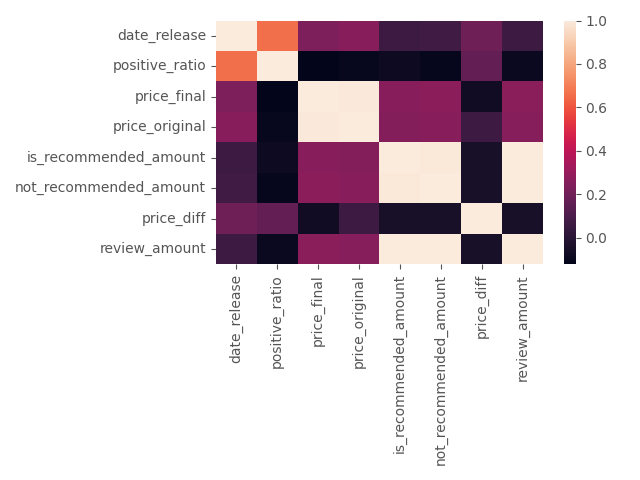 date_release
positive_ratio
price_final
price_original
is_recommended_amount
not_recommended_amount
price_diff
review_amount
1.0
0.8
0.6
0.4
0.2
0.0
date_release
positive_ratio
price_final
price_original
is_recommended_amount
not_recommended_amount
price_diff
review_amount